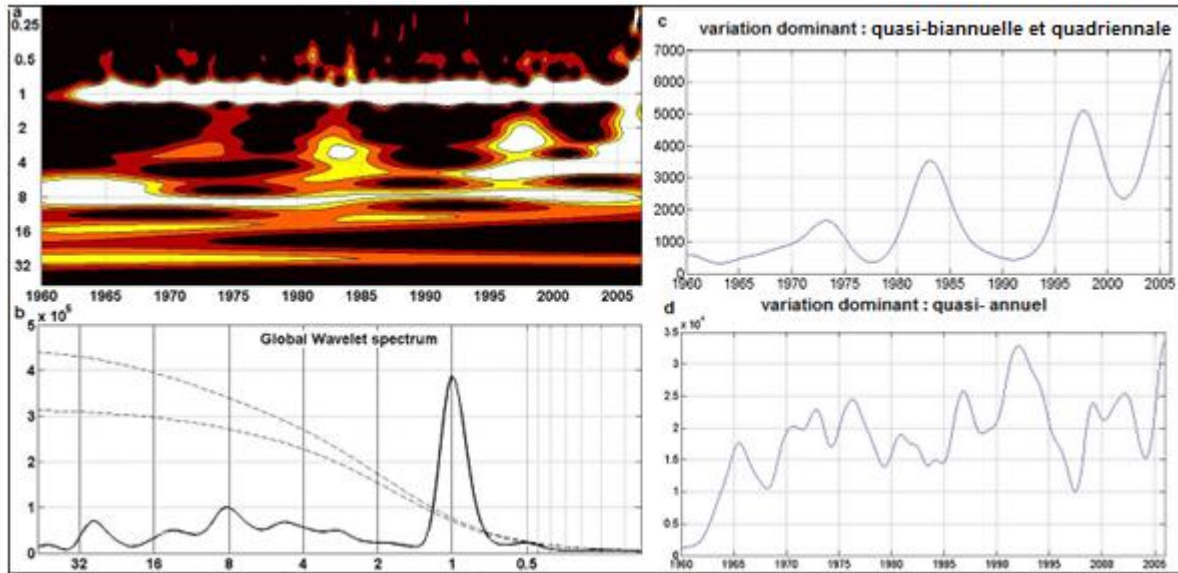 a
0.25
0.5
1
2
4
8
16
32
1960 1965 1970 1975 1980 1985 1990 1995 2000 2005
b
x 10⁶
Global Wavelet spectrum
5
4
3
2
1
0
32 16 8 4 2 1 0.5
c
variation dominant : quasi-biannuelle et quadriennale
7000
6000
5000
4000
3000
2000
1000
0
1960 1965 1970 1975 1980 1985 1990 1995 2000 2005
d
variation dominant : quasi- annuel
x 10⁴
3.5
3
2.5
2
1.5
1
0.5
0
1960 1965 1970 1975 1980 1985 1990 1995 2000 2005